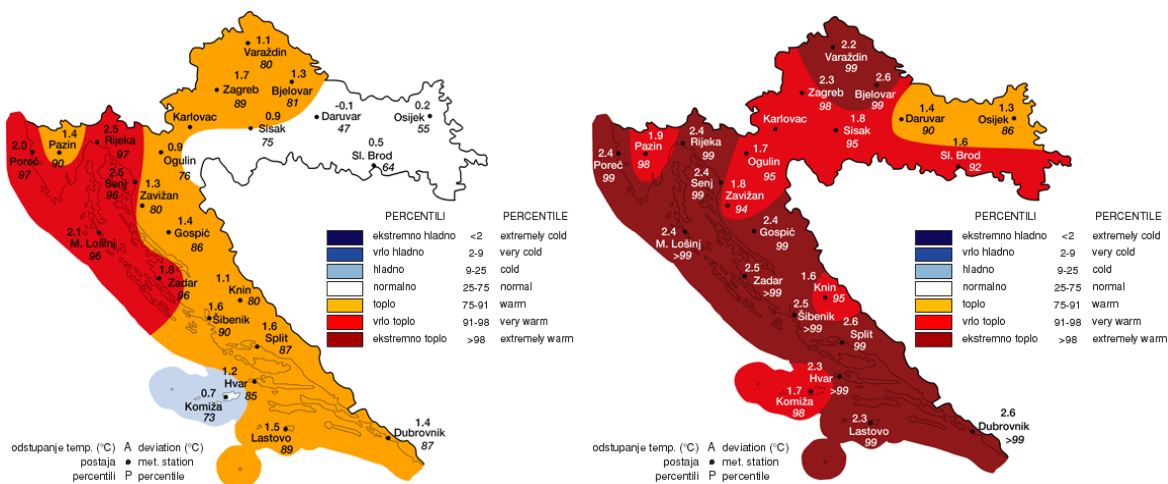 1.1
Varaždin
80
1.7
Zagreb
89
1.3
Bjelovar
81
-0.1
Daruvar
47
0.2
Osijek
55
Karlovac
0.9
Sisak
75
0.5
Sl. Brod
64
2.0
Poreč
97
1.4
Pazin
90
2.5
Rijeka
97
0.9
Ogulin
76
2.5
Senj
96
1.3
Zavižan
80
1.4
Gospić
86
2.1
M. Lošinj
96
1.8
Zadar
96
1.1
Knin 80
1.6
Šibenik
90
1.6
Split
87
1.2
Hvar
85
0.7
Komiža
73
1.5
Lastovo
89
1.4
Dubrovnik
87
PERCENTILI PERCENTILE
ekstremno hladno <2 extremely cold
vrlo hladno 2-9 very cold
hladno 9-25 cold
normalno 25-75 normal
toplo 75-91 warm
vrlo toplo 91-98 very warm
ekstremno toplo >98 extremely warm
odstupanje temp. (°C) A deviation (°C)
postaja ● met. station
percentili P percentile
2.2
Varaždin
99
2.3
Zagreb
98
2.6
Bjelovar
99
1.4
Daruvar
90
1.3
Osijek
86
Karlovac
1.8
Sisak
95
1.6
Sl. Brod
92
2.4
Poreč
99
1.9
Pazin
98
2.4
Rijeka
99
1.7
Ogulin
95
2.4
Senj
99
1.8
Zavižan
94
2.4
Gospić
99
2.4
M. Lošinj
>99
2.5
Zadar
>99
1.6
Knin
95
2.5
Šibenik
>99
2.6
Split
99
2.3
Hvar
>99
1.7
Komiža
98
2.3
Lastovo
99
2.6
Dubrovnik
>99
PERCENTILI PERCENTILE
ekstremno hladno <2 extremely cold
vrlo hladno 2-9 very cold
hladno 9-25 cold
normalno 25-75 normal
toplo 75-91 warm
vrlo toplo 91-98 very warm
ekstremno toplo >98 extremely warm
odstupanje temp. (°C) A deviation (°C)
postaja ● met. station
percentili P percentile